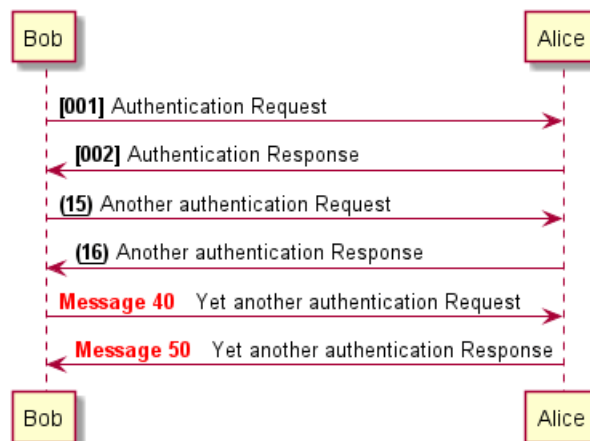 Bob Alice
[001] Authentication Request
[002] Authentication Response
(15) Another authentication Request
(16) Another authentication Response
Message 40 Yet another authentication Request
Message 50 Yet another authentication Response
Bob Alice